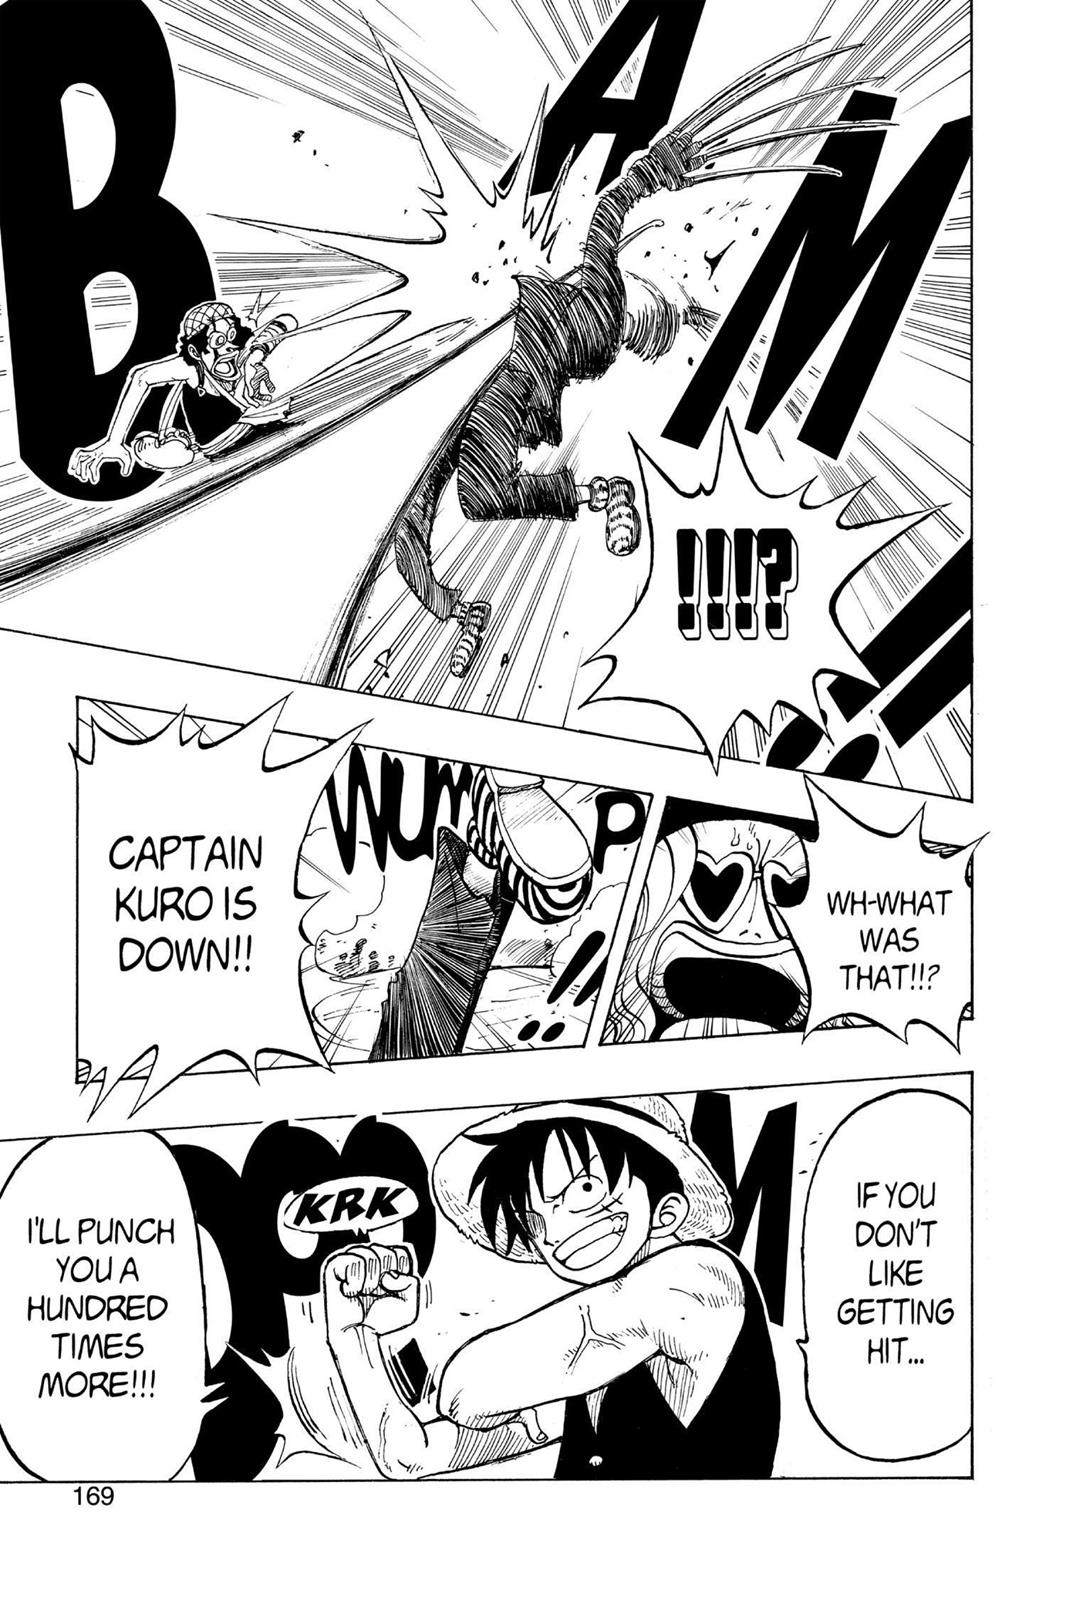 BAM!!
!!!!?
WH-WHAT
WAS
THAT!!!?
WUMP!!
CAPTAIN
KURO IS
DOWN!!
IF YOU
DON'T
LIKE
GETTING
HIT...
KRK
I'LL PUNCH
YOU A
HUNDRED
TIMES
MORE!!!
169